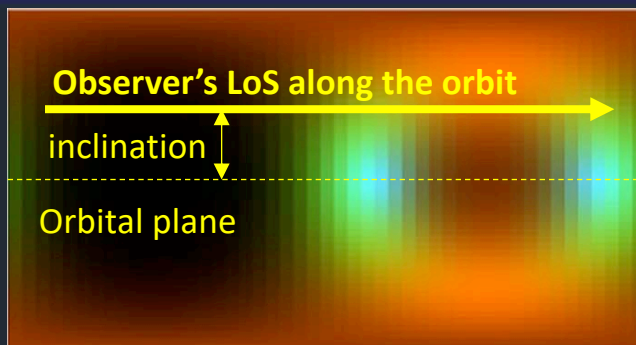 Observer’s LoS along the orbit
inclination
Orbital plane